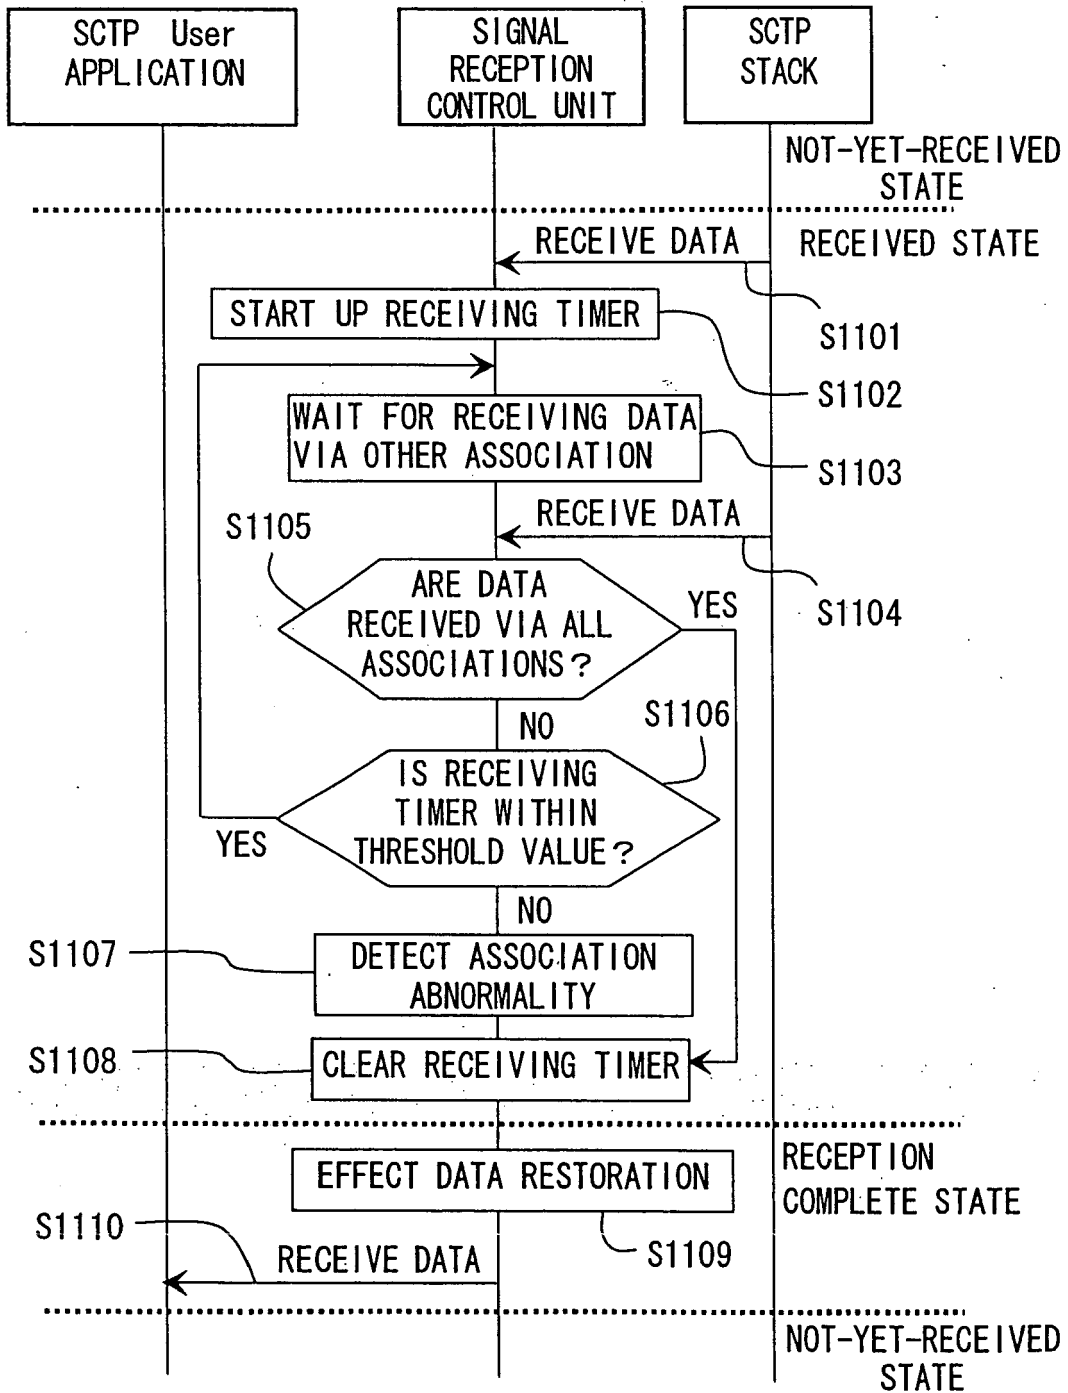 SCTP User
APPLICATION
SIGNAL
RECEPTION
CONTROL UNIT
SCTP
STACK
NOT-YET-RECEIVED
STATE
RECEIVE DATA
RECEIVED STATE
S1101
START UP RECEIVING TIMER
S1102
WAIT FOR RECEIVING DATA
VIA OTHER ASSOCIATION
S1103
RECEIVE DATA
S1104
S1105
ARE DATA
RECEIVED VIA ALL
ASSOCIATIONS?
YES
NO
S1106
IS RECEIVING
TIMER WITHIN
THRESHOLD VALUE?
YES
NO
S1107
DETECT ASSOCIATION
ABNORMALITY
S1108
CLEAR RECEIVING TIMER
RECEPTION
COMPLETE STATE
EFFECT DATA RESTORATION
S1109
S1110
RECEIVE DATA
NOT-YET-RECEIVED
STATE